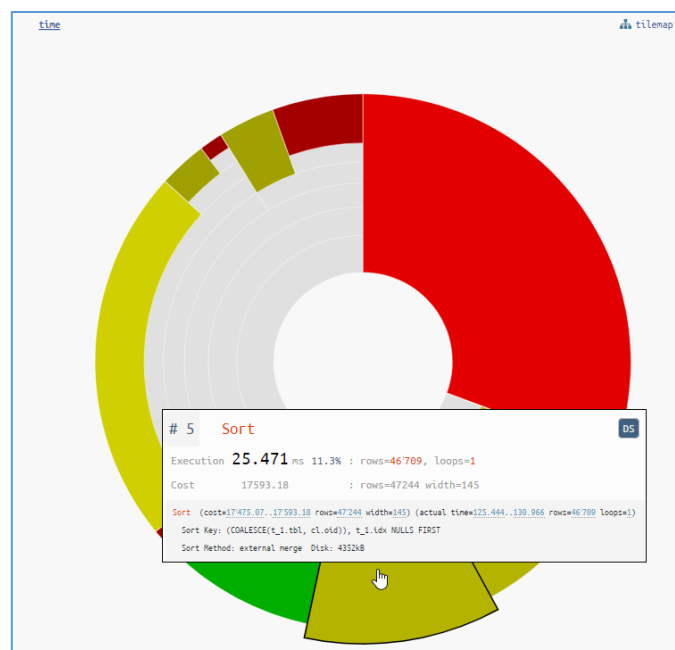 time
tilemap
# 5 Sort
DS
Execution 25.471 ms 11.3% : rows=46'709, loops=1
Cost 17593.18 : rows=47244 width=145
Sort (cost=17'475.07..17'593.18 rows=47'244 width=145) (actual time=125.444..130.966 rows=46'709 loops=1)
Sort Key: (COALESCE(t_1.tbl, cl.oid)), t_1.idx NULLS FIRST
Sort Method: external merge Disk: 4352kB